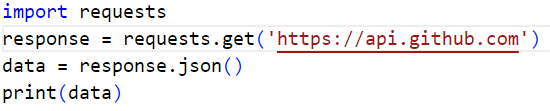 import requests
response = requests.get('https://api.github.com')
data = response.json()
print(data)